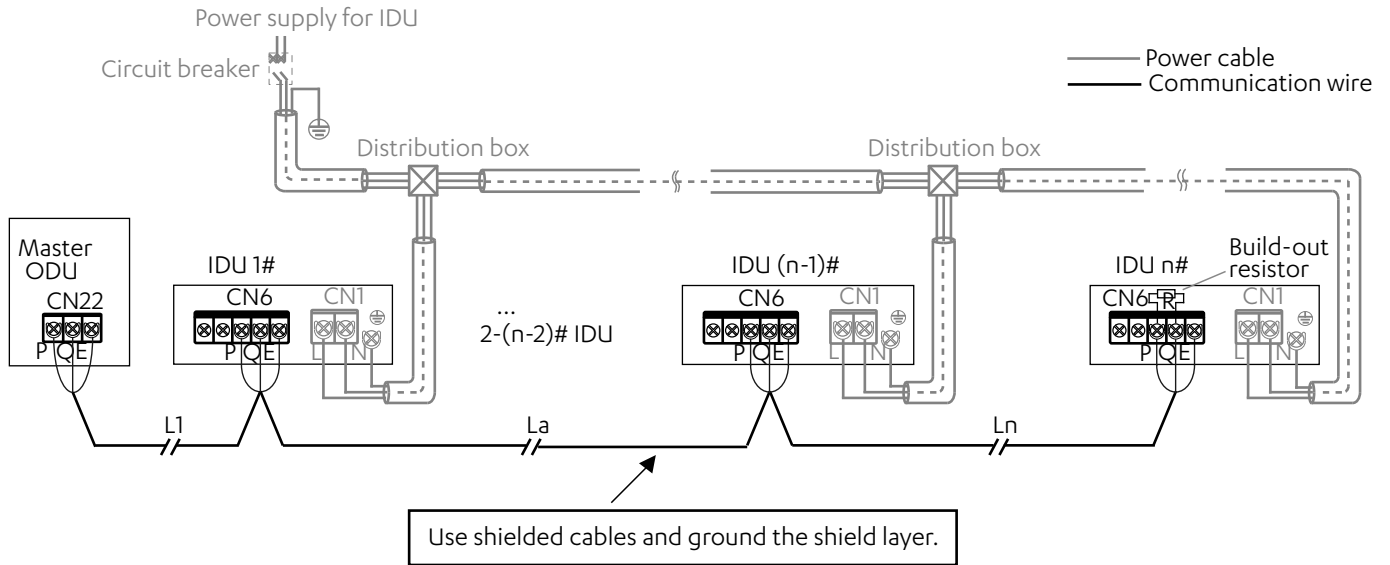 Power supply for IDU
Circuit breaker
Power cable
Communication wire
Distribution box
Distribution box
Master
ODU
CN22
P Q E
IDU 1#
CN6
CN1
P Q E
L N
...
2-(n-2)# IDU
IDU (n-1)#
CN6
CN1
P Q E
L N
IDU n#
Build-out
resistor
CN6
R
CN1
P Q E
L N
L1
La
Ln
Use shielded cables and ground the shield layer.